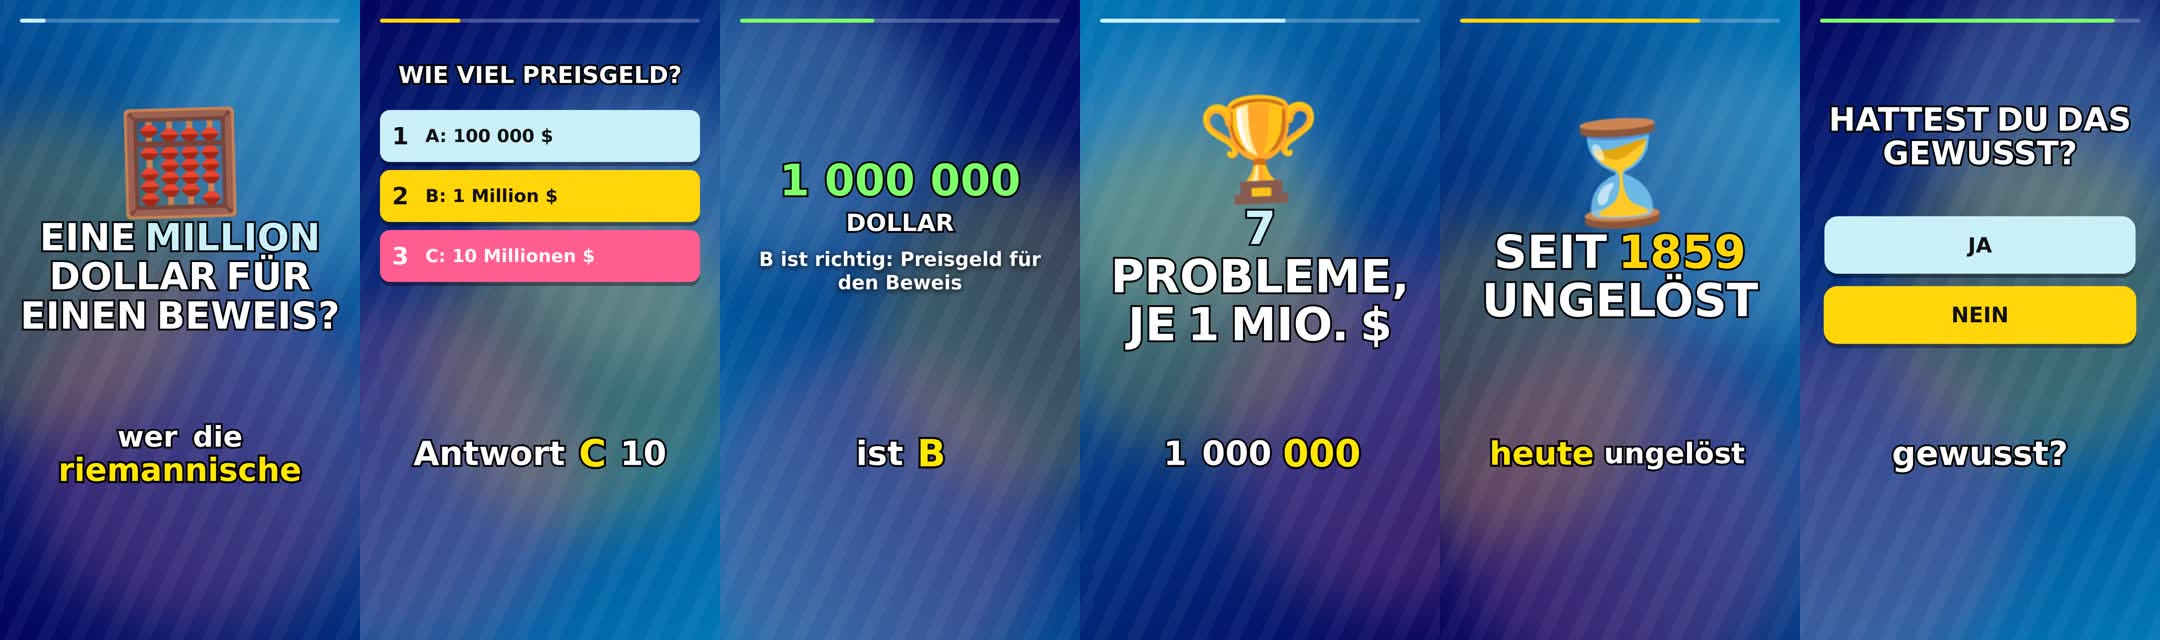 EINE MILLION
DOLLAR FÜR
EINEN BEWEIS?
wer die
riemannische
WIE VIEL PREISGELD?
1 A: 100 000 $
2 B: 1 Million $
3 C: 10 Millionen $
Antwort C 10
1 000 000
DOLLAR
B ist richtig: Preisgeld für
den Beweis
ist B
7
PROBLEME,
JE 1 MIO. $
1 000 000
SEIT 1859
UNGELÖST
heute ungelöst
HATTEST DU DAS
GEWUSST?
JA
NEIN
gewusst?